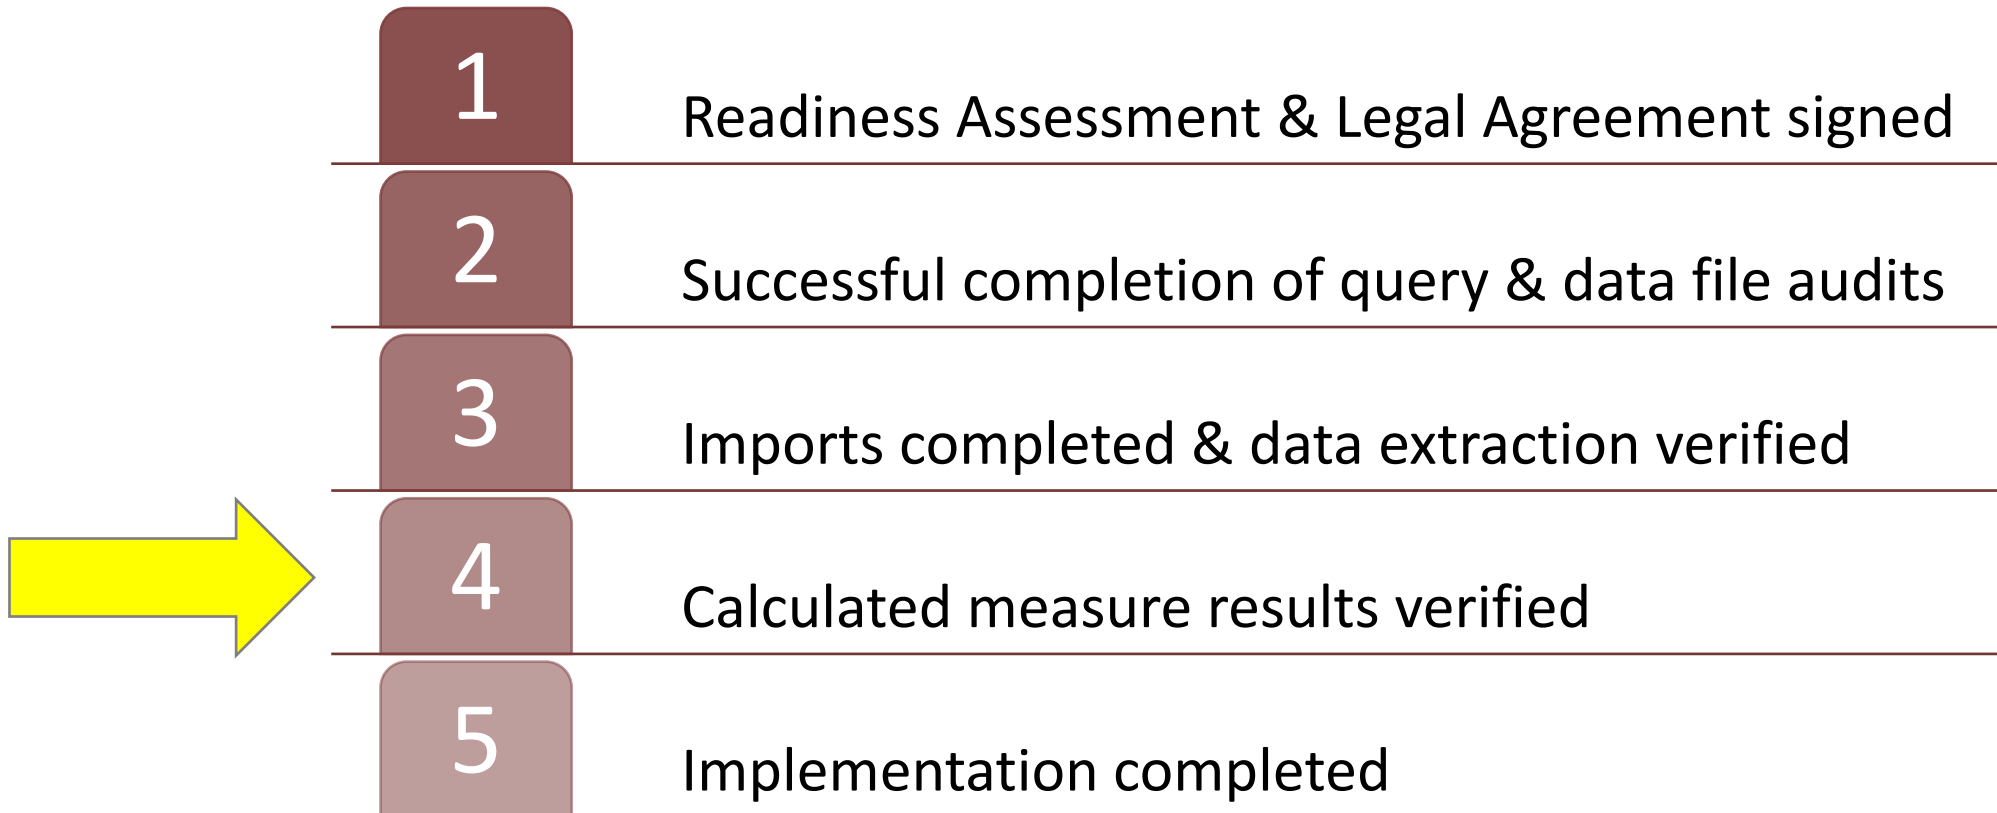 1
Readiness Assessment & Legal Agreement signed
2
Successful completion of query & data file audits
3
Imports completed & data extraction verified
4
Calculated measure results verified
5
Implementation completed